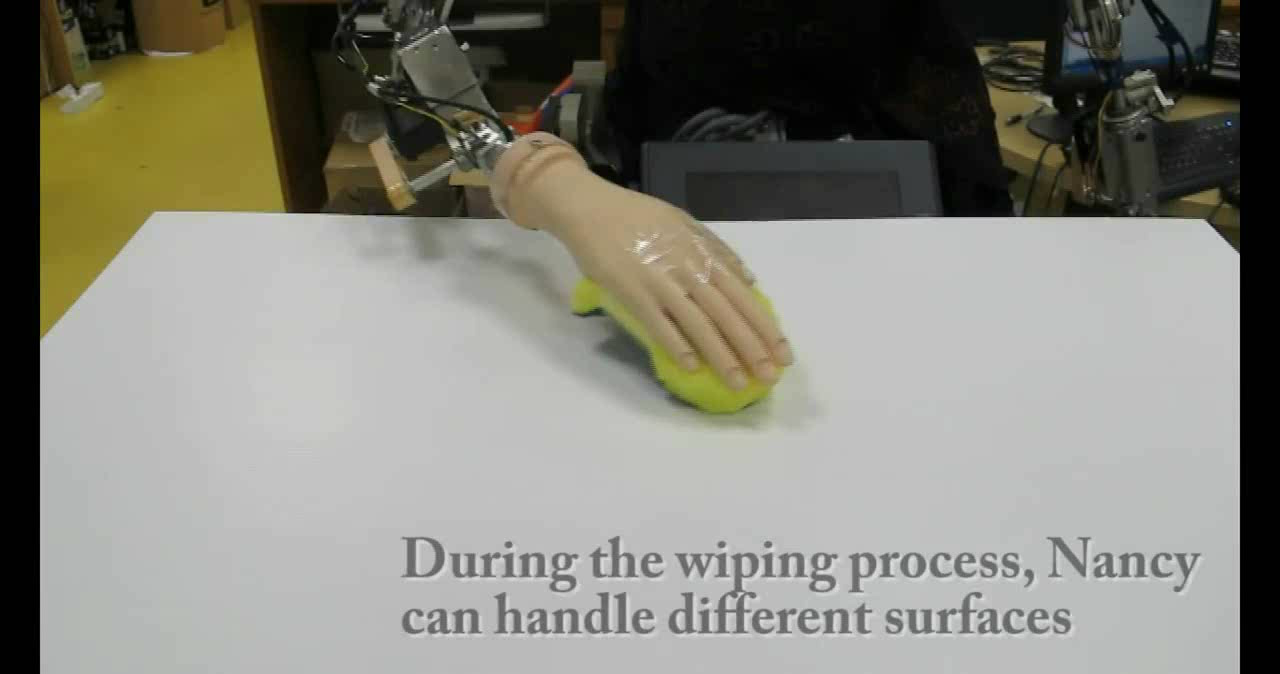 During the wiping process, Nancy
can handle different surfaces